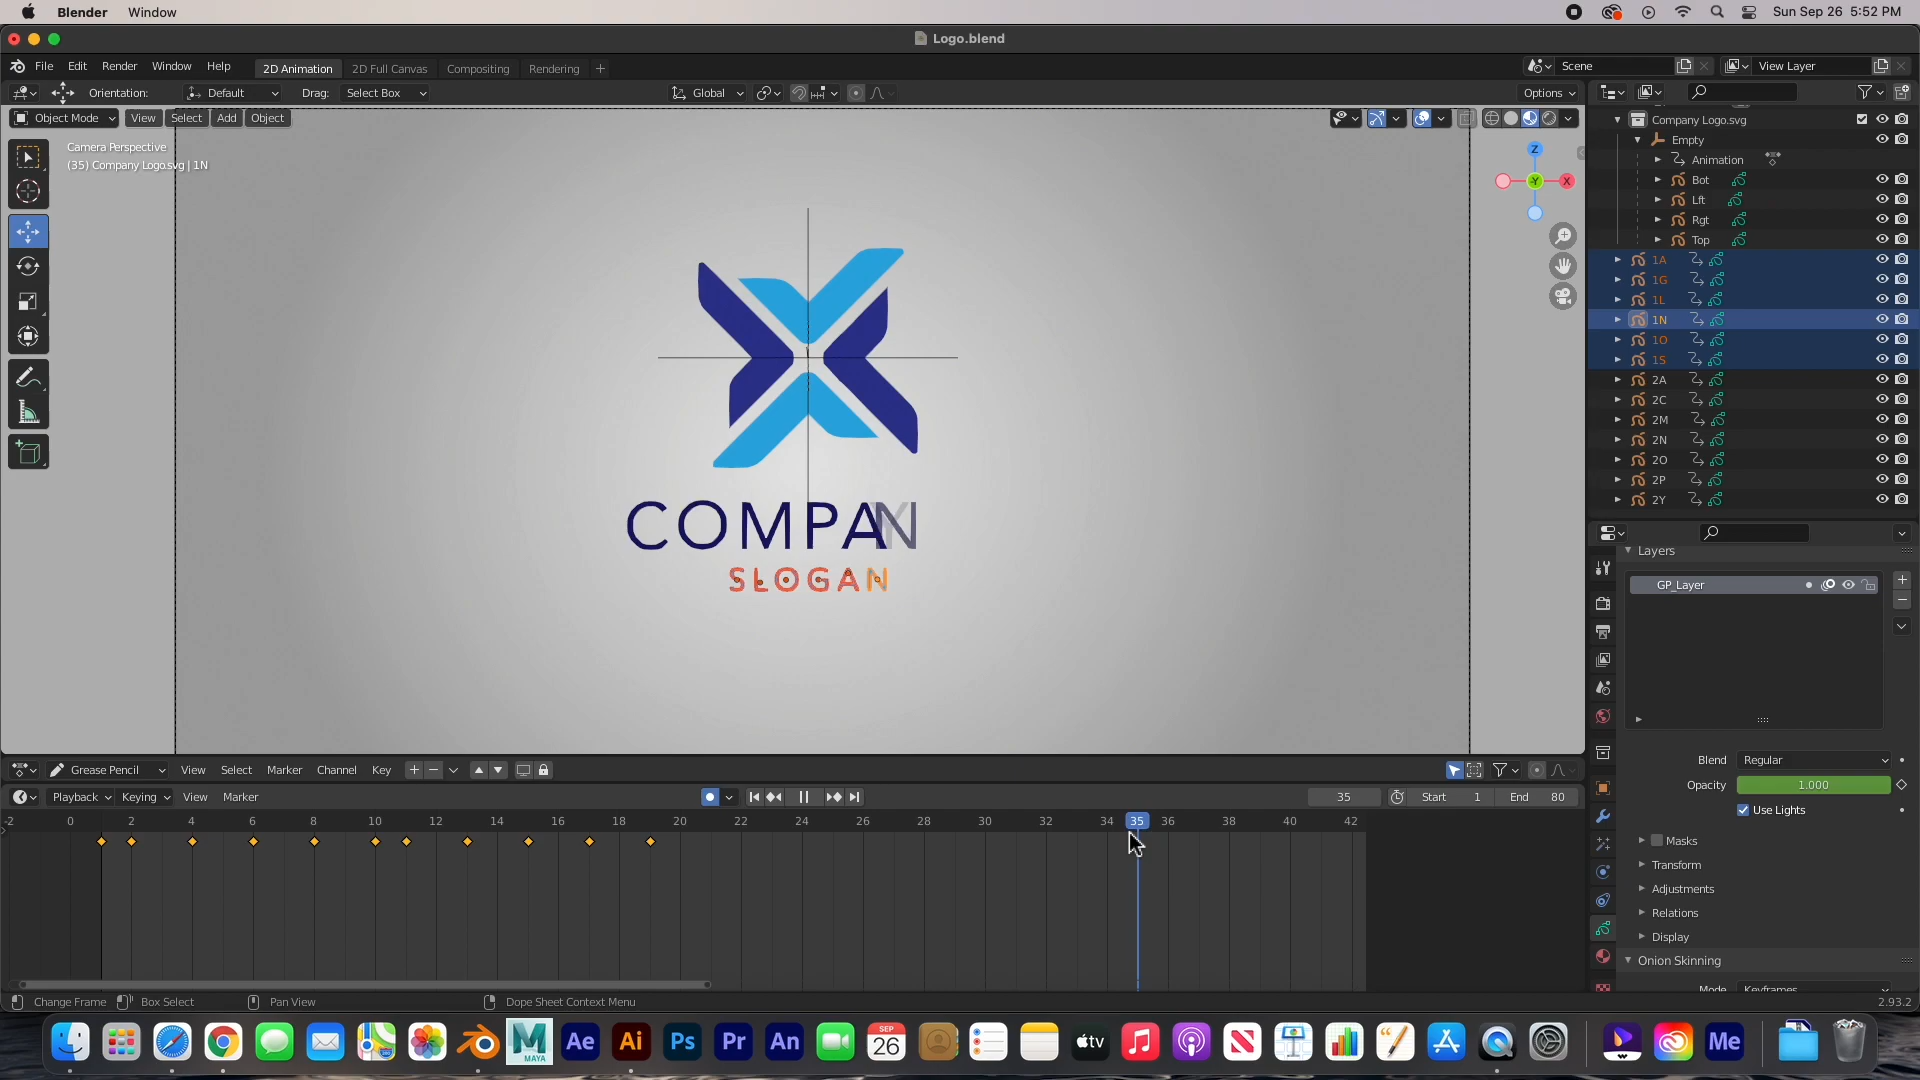 Blender Window Sun Sep 26 5:52 PM
Logo.blend
File Edit Render Window Help 2D Animation 2D Full Canvas Compositing Rendering + Scene View Layer
Orientation: Default Drag: Select Box Global Options
Object Mode View Select Add Object
Camera Perspective
(35) Company Logo.svg | 1N
Z
-Y
X
COMPAN
SLOGAN
Company Logo.svg
Empty
Animation
Bot
Lft
Rgt
Top
1A
1G
1L
1N
1O
1S
2A
2C
2M
2N
2O
2P
2Y
Layers
GP_Layer
Blend Regular
Opacity 1.000
Use Lights
Masks
Transform
Adjustments
Relations
Display
Onion Skinning
Mode Keyframes
Grease Pencil View Select Marker Channel Key
Playback Keying View Marker 35 Start 1 End 80
-2 0 2 4 6 8 10 12 14 16 18 20 22 24 26 28 30 32 34 35 36 38 40 42
Change Frame Box Select Pan View Dope Sheet Context Menu 2.93.2
MAYA Ae Ai Ps Pr An SEP 26 tv Me